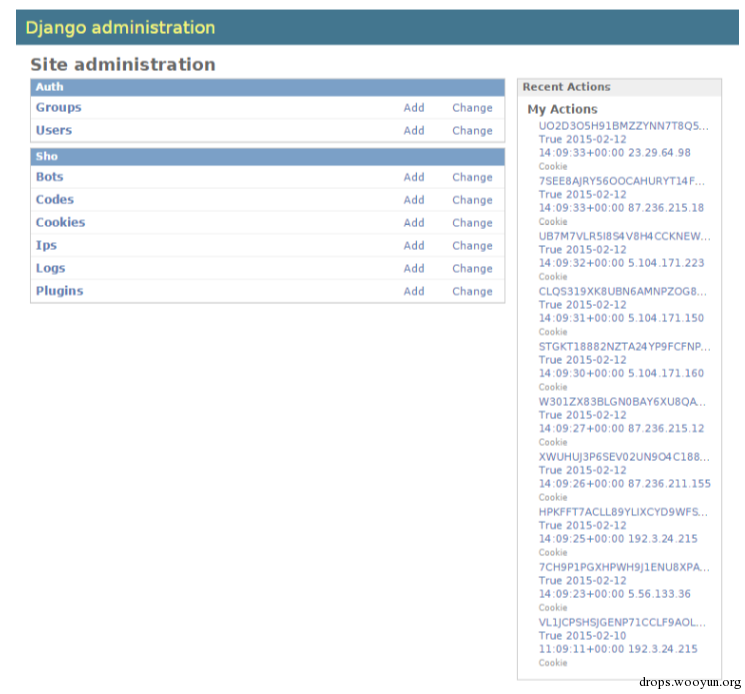 Django administration
Site administration
Auth
Groups Add Change
Users Add Change
Sho
Bots Add Change
Codes Add Change
Cookies Add Change
Ips Add Change
Logs Add Change
Plugins Add Change
Recent Actions
My Actions
UO2D3O5H91BMZZYNN7T8Q5...
True 2015-02-12
14:09:33+00:00 23.29.64.98
Cookie
7SEE8AJRY56OOCAHURYT14F...
True 2015-02-12
14:09:33+00:00 87.236.215.18
Cookie
UB7M7VLR5I8S4V8H4CCKNEW...
True 2015-02-12
14:09:32+00:00 5.104.171.223
Cookie
CLQS319XK8UBN6AMNPZOG8...
True 2015-02-12
14:09:31+00:00 5.104.171.150
Cookie
STGKT18882NZTA24YP9FCFNP...
True 2015-02-12
14:09:30+00:00 5.104.171.160
Cookie
W301ZX83BLGN0BAY6XU8QA...
True 2015-02-12
14:09:27+00:00 87.236.215.12
Cookie
XWUHUJ3P6SEV02UN9O4C188...
True 2015-02-12
14:09:26+00:00 87.236.211.155
Cookie
HPKFFT7ACLL89YLIXCYD9WFS...
True 2015-02-12
14:09:25+00:00 192.3.24.215
Cookie
7CH9P1PGXHPWH9J1ENU8XPA...
True 2015-02-12
14:09:23+00:00 5.56.133.36
Cookie
VL1JCPSHSJGENP71CCLF9AOL...
True 2015-02-10
11:09:11+00:00 192.3.24.215
Cookie
drops.wooyun.org